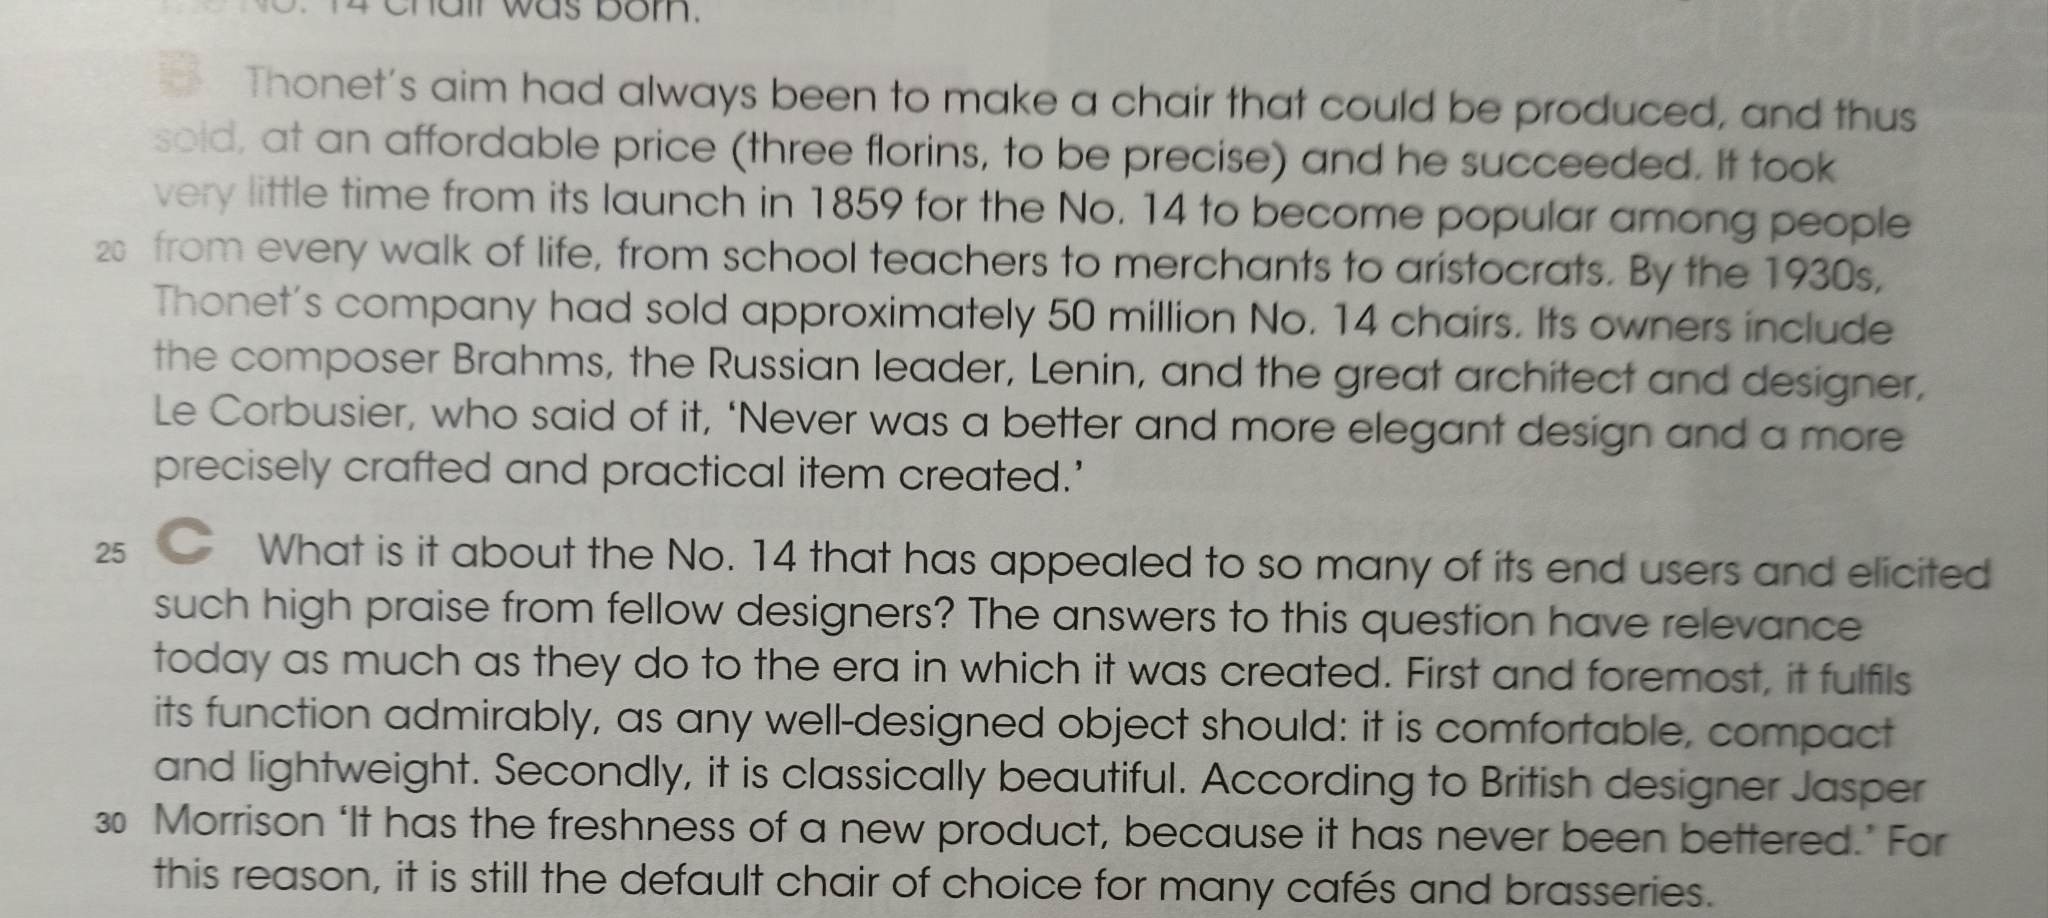 No. 14 chair was born.
B Thonet's aim had always been to make a chair that could be produced, and thus
sold, at an affordable price (three florins, to be precise) and he succeeded. It took
very little time from its launch in 1859 for the No. 14 to become popular among people
20 from every walk of life, from school teachers to merchants to aristocrats. By the 1930s,
Thonet's company had sold approximately 50 million No. 14 chairs. Its owners include
the composer Brahms, the Russian leader, Lenin, and the great architect and designer,
Le Corbusier, who said of it, ‘Never was a better and more elegant design and a more
precisely crafted and practical item created.’
25 C What is it about the No. 14 that has appealed to so many of its end users and elicited
such high praise from fellow designers? The answers to this question have relevance
today as much as they do to the era in which it was created. First and foremost, it fulfils
its function admirably, as any well-designed object should: it is comfortable, compact
and lightweight. Secondly, it is classically beautiful. According to British designer Jasper
30 Morrison ‘It has the freshness of a new product, because it has never been bettered.’ For
this reason, it is still the default chair of choice for many cafés and brasseries.